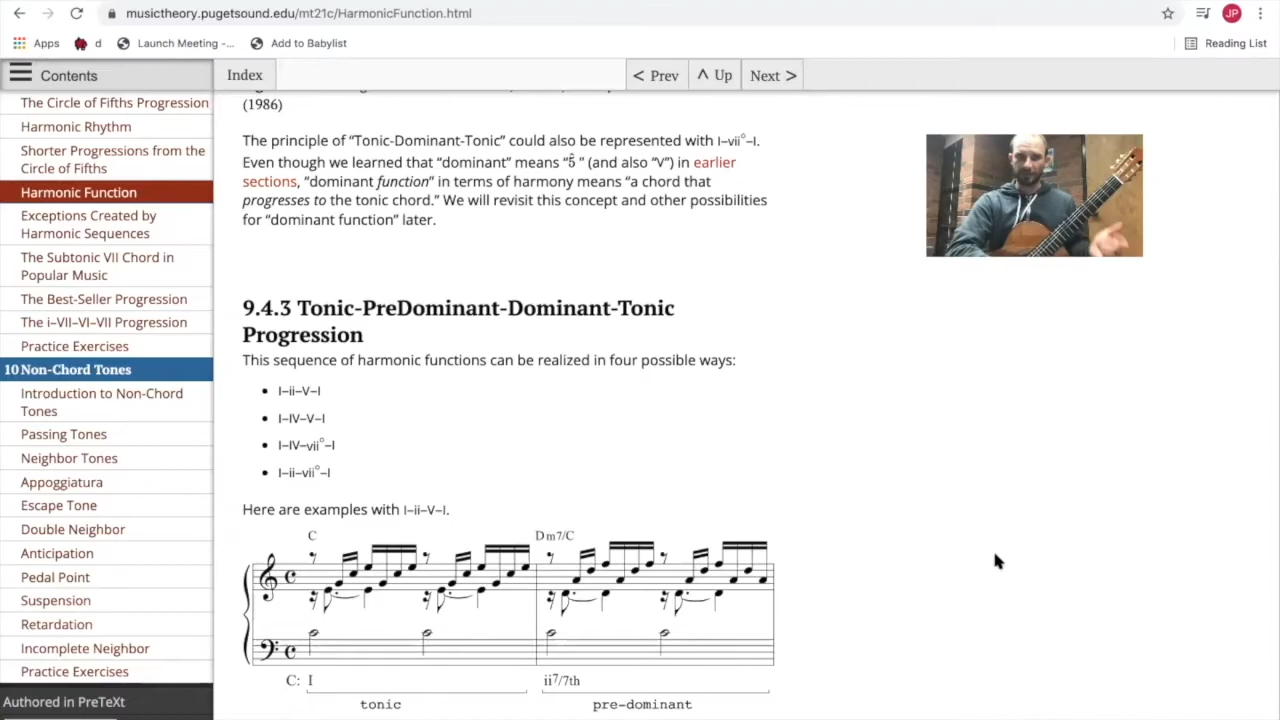 musictheory.pugetsound.edu/mt21c/HarmonicFunction.html
JP
Apps
d
Launch Meeting -...
Add to Babylist
Reading List
Contents
Index
< Prev
^ Up
Next >
The Circle of Fifths Progression
Harmonic Rhythm
Shorter Progressions from the
Circle of Fifths
Harmonic Function
Exceptions Created by
Harmonic Sequences
The Subtonic VII Chord in
Popular Music
The Best-Seller Progression
The i–VII–VI–VII Progression
Practice Exercises
10 Non-Chord Tones
Introduction to Non-Chord
Tones
Passing Tones
Neighbor Tones
Appoggiatura
Escape Tone
Double Neighbor
Anticipation
Pedal Point
Suspension
Retardation
Incomplete Neighbor
Practice Exercises
Authored in PreTeXt
(1986)
The principle of “Tonic-Dominant-Tonic” could also be represented with I–vii°–I.
Even though we learned that “dominant” means “5̂ ” (and also “V”) in earlier
sections, “dominant function” in terms of harmony means “a chord that
progresses to the tonic chord.” We will revisit this concept and other possibilities
for “dominant function” later.
9.4.3 Tonic-PreDominant-Dominant-Tonic
Progression
This sequence of harmonic functions can be realized in four possible ways:
• I–ii–V–I
• I–IV–V–I
• I–IV–vii°–I
• I–ii–vii°–I
Here are examples with I–ii–V–I.
C
Dm7/C
C: I
ii7/7th
tonic
pre-dominant